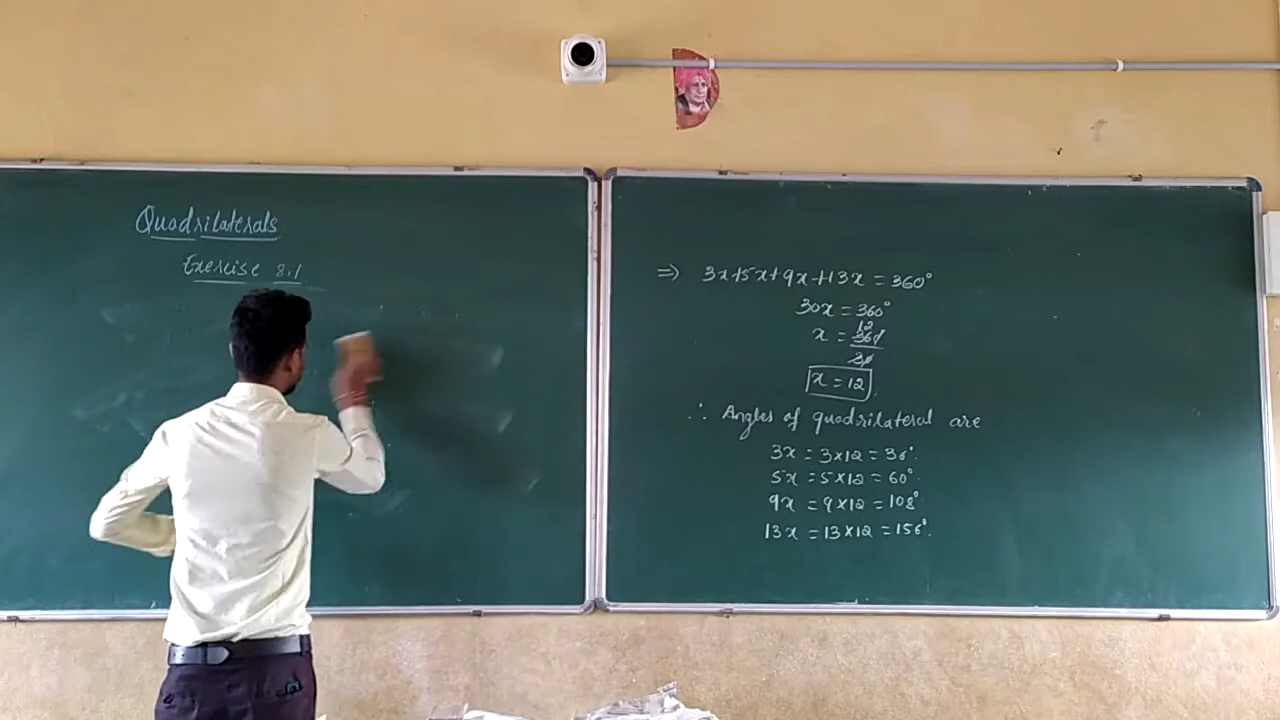 Quadrilaterals
Exercise 8.1
⇒ 3x+5x+9x+13x = 360°
30x = 360°
12
x = 360
30
x = 12
∴ Angles of quadrilateral are
3x = 3×12 = 36°.
5x = 5×12 = 60°.
9x = 9×12 = 108°
13x = 13×12 = 156°.